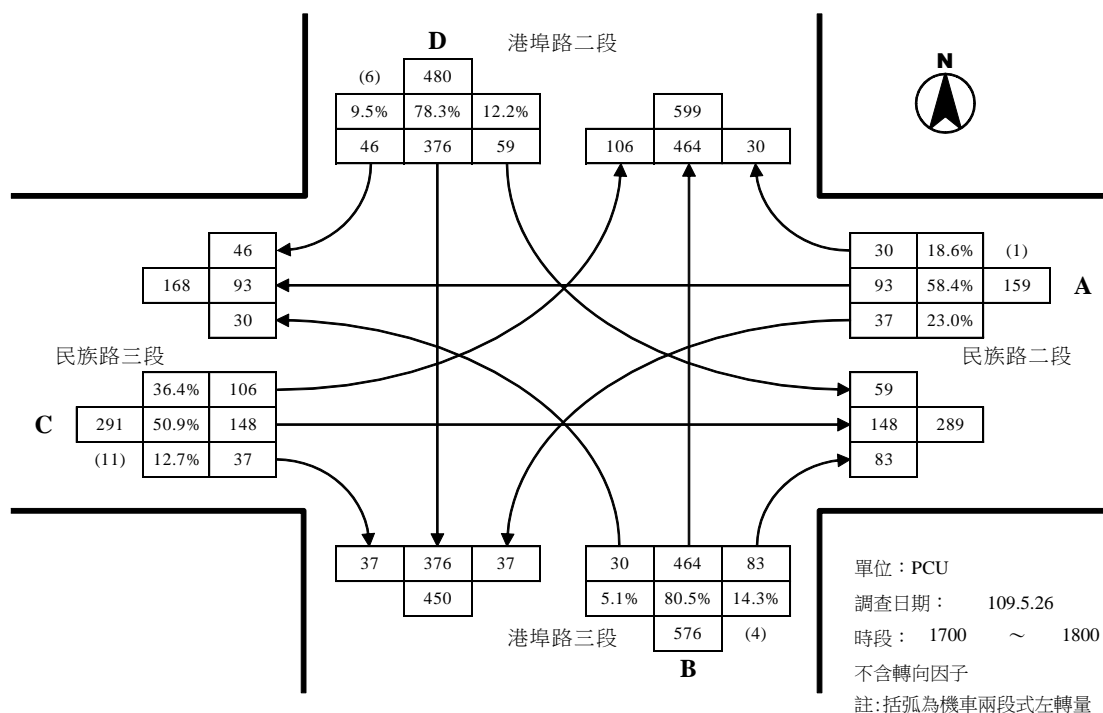 D 港埠路二段
N
(6) 480
9.5% 78.3% 12.2%
46 376 59
599
106 464 30
46
168 93
30
30 18.6% (1)
93 58.4% 159 A
37 23.0%
民族路三段
民族路二段
36.4% 106
C 291 50.9% 148
(11) 12.7% 37
59
148 289
83
37 376 37
450
30 464 83
5.1% 80.5% 14.3%
港埠路三段 576 (4)
B
單位：PCU
調查日期： 109.5.26
時段： 1700 ～ 1800
不含轉向因子
註:括弧為機車兩段式左轉量